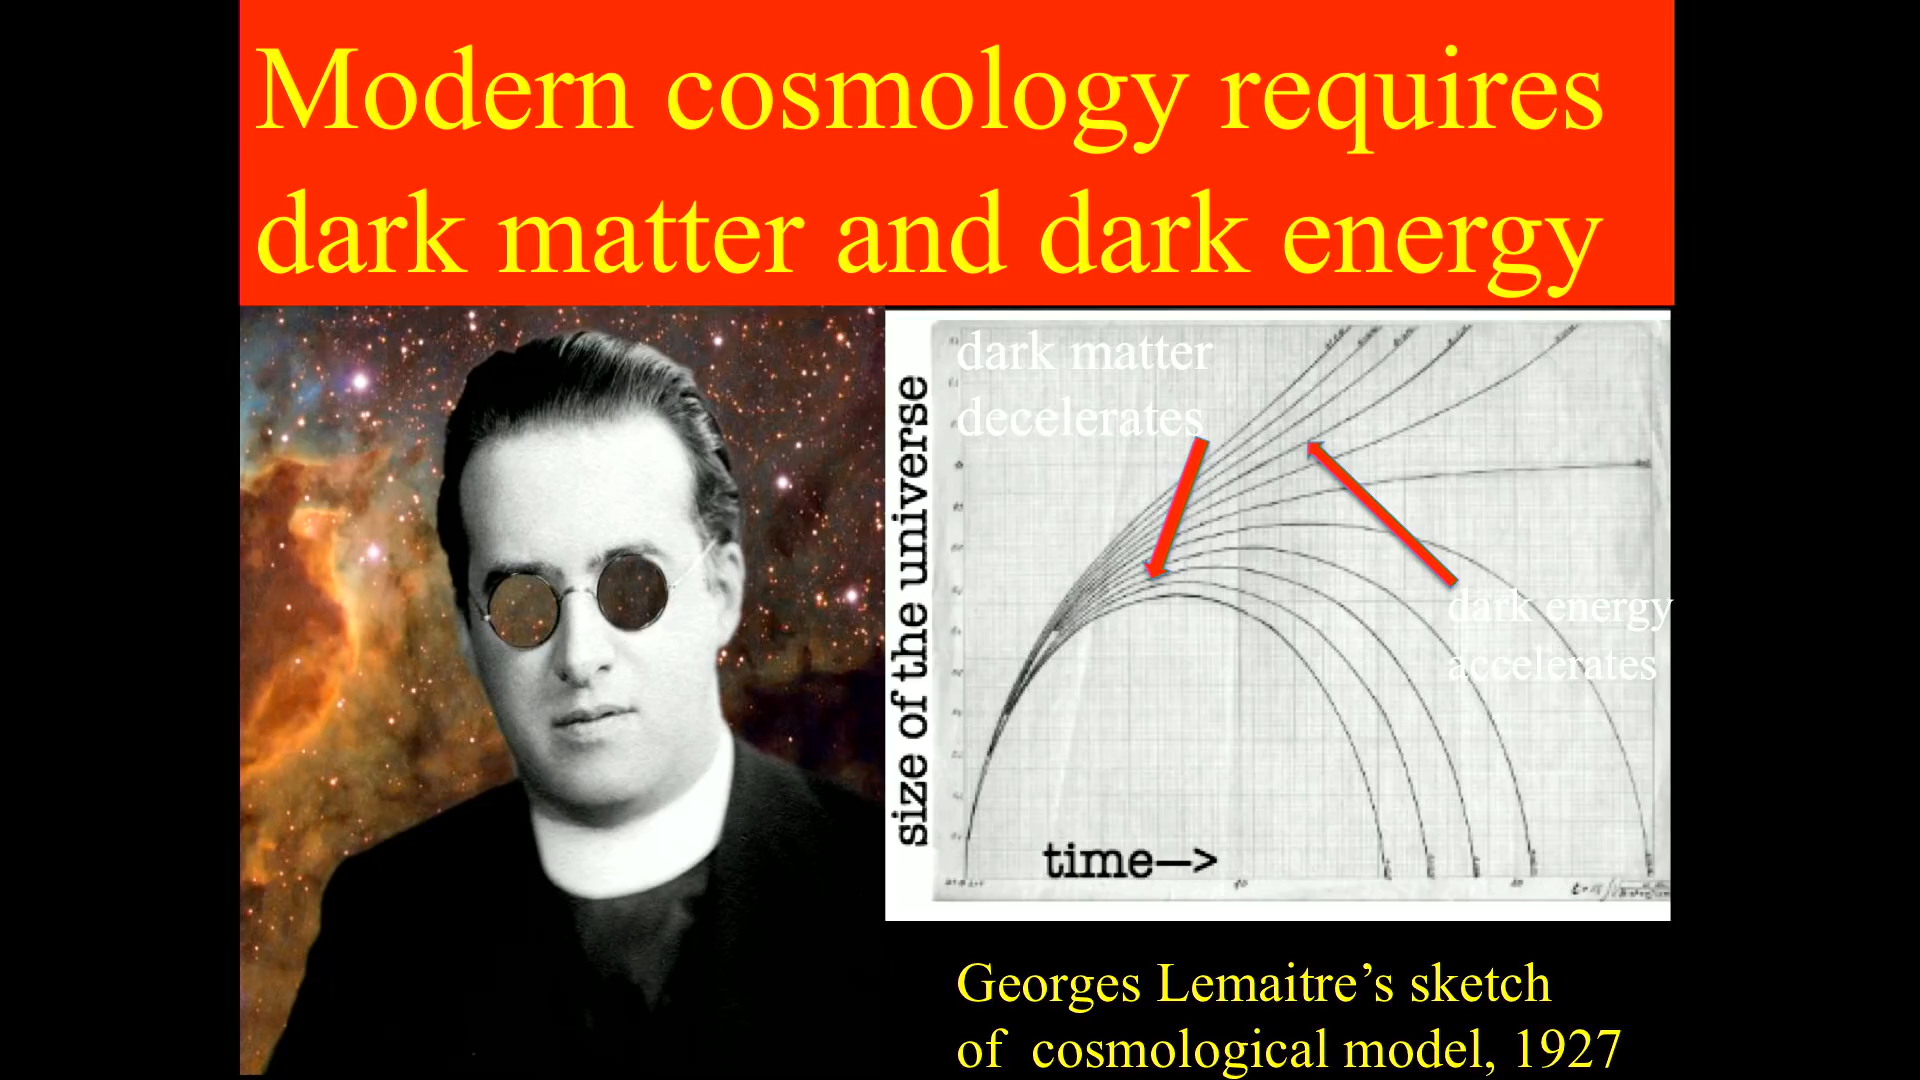 Modern cosmology requires
dark matter and dark energy
dark matter
decelerates
size of the universe
dark energy
accelerates
time—>
Georges Lemaitre’s sketch
of  cosmological model, 1927